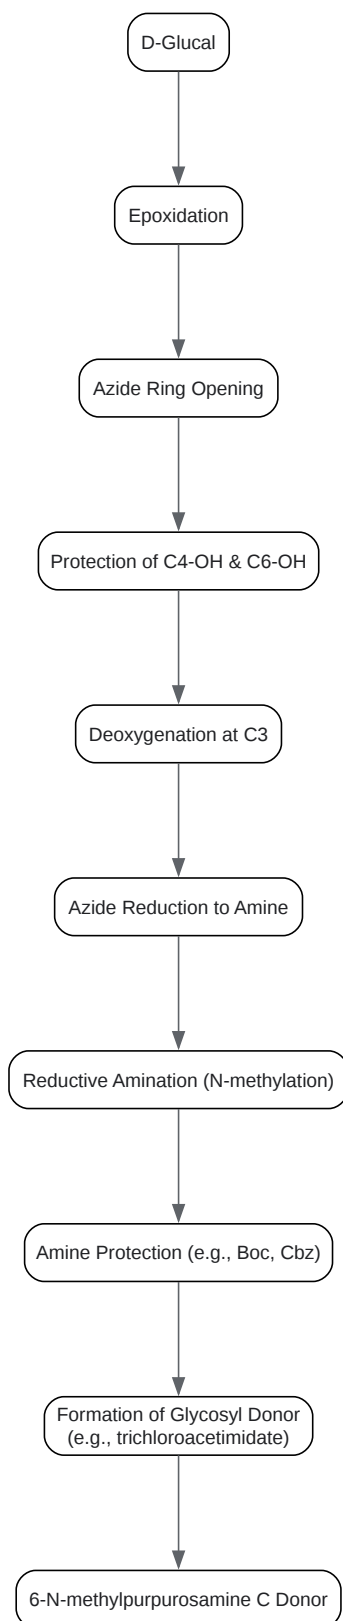 D-Glucal
Epoxidation
Azide Ring Opening
Protection of C4-OH & C6-OH
Deoxygenation at C3
Azide Reduction to Amine
Reductive Amination (N-methylation)
Amine Protection (e.g., Boc, Cbz)
Formation of Glycosyl Donor
(e.g., trichloroacetimidate)
6-N-methylpurpurosamine C Donor